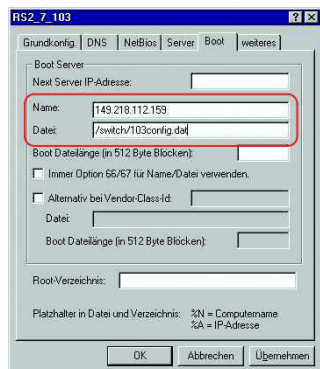 RS2_7_103
Grundkonfig. DNS NetBios Server Boot weiteres
Boot Server
Next Server IP-Adresse:
Name: 149.218.112.159
Datei: /switch/103config.dat
Boot Dateilänge (in 512 Byte Blöcken):
Immer Option 66/67 für Name/Datei verwenden.
Alternativ bei Vendor-Class-Id:
Datei:
Boot Dateilänge (in 512 Byte Blöcken):
Root-Verzeichnis:
Platzhalter in Datei und Verzeichnis: %N = Computername
%A = IP-Adresse
OK Abbrechen Übernehmen